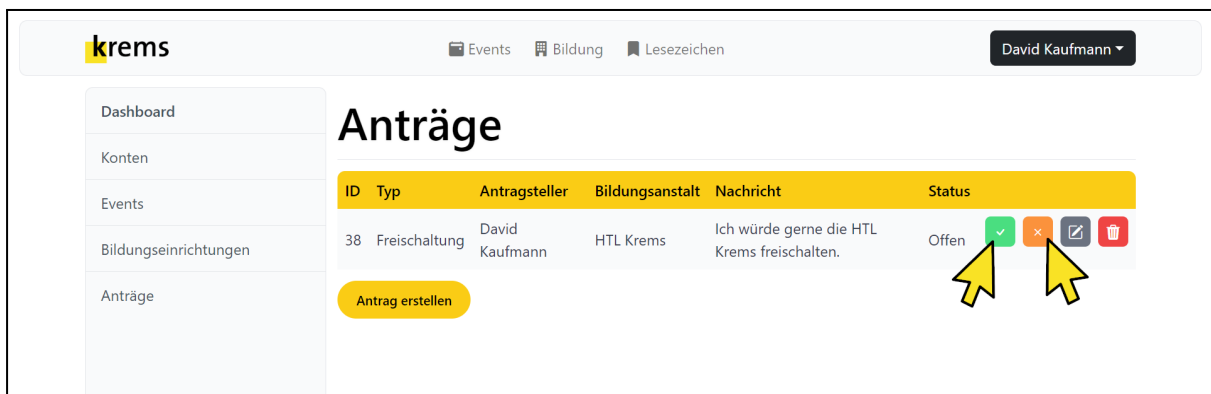 krems
Events Bildung Lesezeichen
David Kaufmann
Dashboard
Konten
Events
Bildungseinrichtungen
Anträge
Anträge
ID Typ Antragsteller Bildungsanstalt Nachricht Status
38 Freischaltung David Kaufmann HTL Krems Ich würde gerne die HTL Krems freischalten. Offen
Antrag erstellen